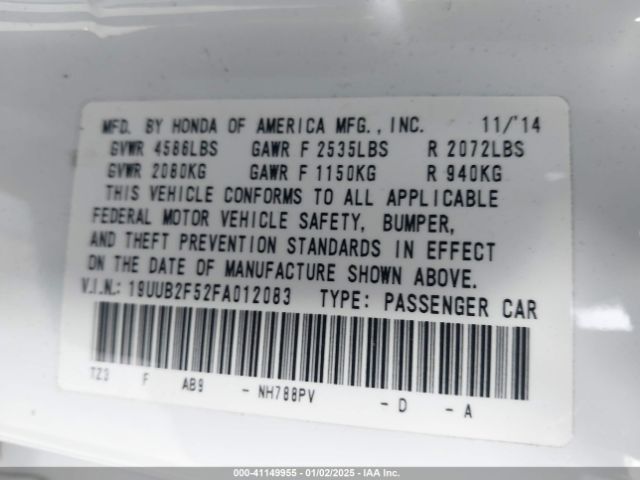 MFD. BY HONDA OF AMERICA MFG., INC. 11/'14
GVWR 4586LBS GAWR F 2535LBS R 2072LBS
GVWR 2080KG GAWR F 1150KG R 940KG
THIS VEHICLE CONFORMS TO ALL APPLICABLE
FEDERAL MOTOR VEHICLE SAFETY, BUMPER,
AND THEFT PREVENTION STANDARDS IN EFFECT
ON THE DATE OF MANUFACTURE SHOWN ABOVE.
V.I.N.: 19UUB2F52FA012083 TYPE: PASSENGER CAR
TZ3 F AB9 - NH788PV - D - A
000-41149955 - 01/02/2025 - IAA Inc.